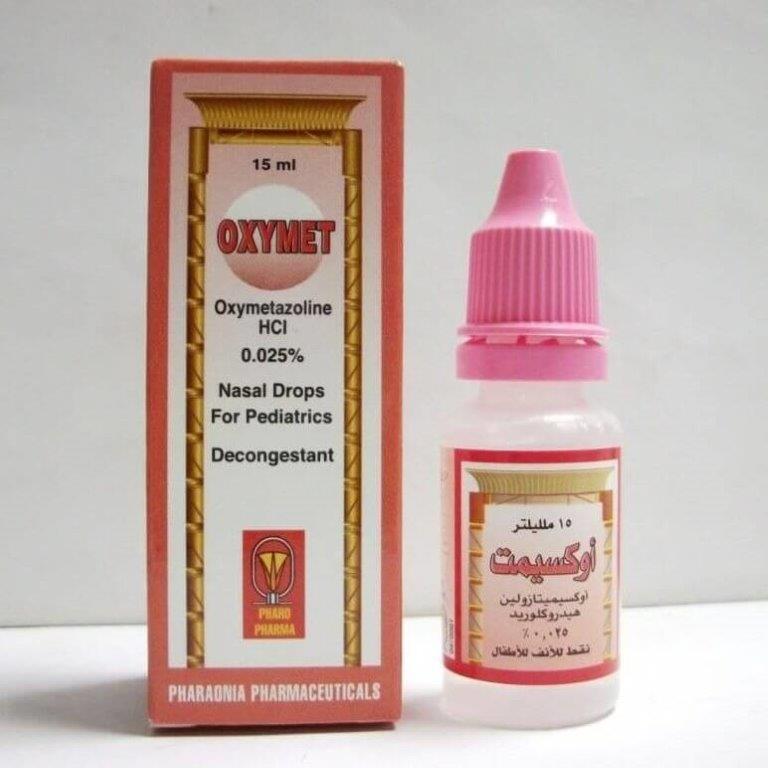 15 ml
OXYMET
Oxymetazoline
HCl
0.025%
Nasal Drops
For Pediatrics
Decongestant
PHARO
PHARMA
PHARAONIA PHARMACEUTICALS
١٥ ملليلتر
أوكسيمت
أوكسيميتازولين
هيدروكلوريد
٠,٠٢٥ ٪
نقط للأنف للأطفال